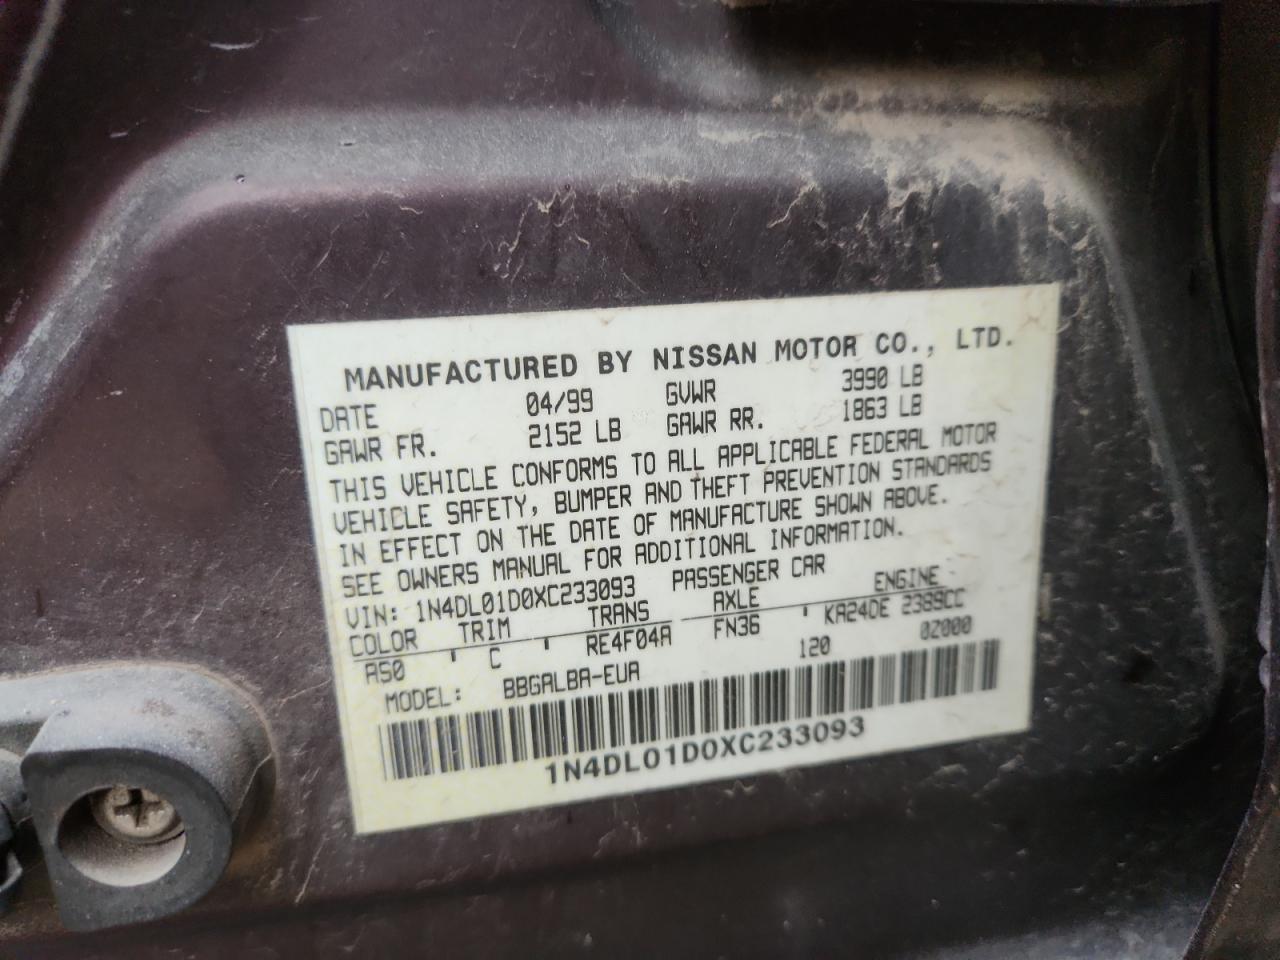 MANUFACTURED BY NISSAN MOTOR CO., LTD.
DATE 04/99 GVWR 3990 LB
GAWR FR. 2152 LB GAWR RR. 1863 LB
THIS VEHICLE CONFORMS TO ALL APPLICABLE FEDERAL MOTOR
VEHICLE SAFETY, BUMPER AND THEFT PREVENTION STANDARDS
IN EFFECT ON THE DATE OF MANUFACTURE SHOWN ABOVE.
SEE OWNERS MANUAL FOR ADDITIONAL INFORMATION.
VIN: 1N4DL01D0XC233093 PASSENGER CAR
COLOR TRIM TRANS AXLE ENGINE
AS0 ' C ' RE4F04A FN36 ' KA24DE 2389CC
MODEL: BBGALBA-EUA 120 0Z000
1N4DL01D0XC233093